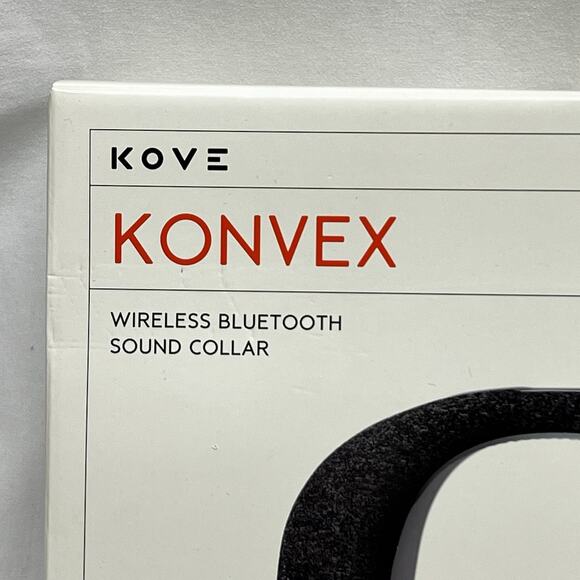 KOVE
KONVEX
WIRELESS BLUETOOTH
SOUND COLLAR